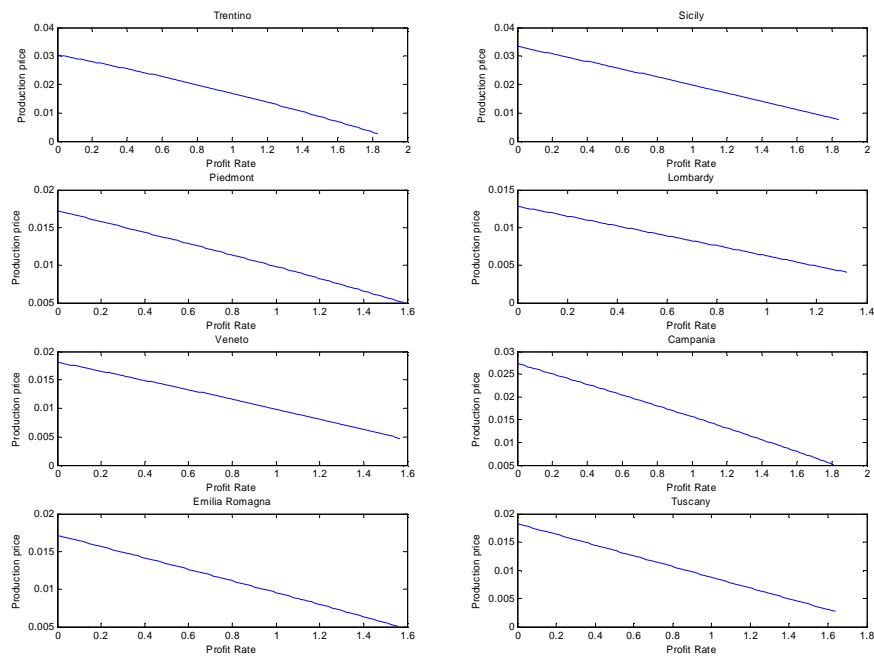 Trentino
0.04
0.03
0.02
0.01
0
Production price
0 0.2 0.4 0.6 0.8 1 1.2 1.4 1.6 1.8 2
Profit Rate
Sicily
0.04
0.03
0.02
0.01
0
Production price
0 0.2 0.4 0.6 0.8 1 1.2 1.4 1.6 1.8 2
Profit Rate
Piedmont
0.02
0.015
0.01
0.005
Production price
0 0.2 0.4 0.6 0.8 1 1.2 1.4 1.6
Profit Rate
Lombardy
0.015
0.01
0.005
0
Production price
0 0.2 0.4 0.6 0.8 1 1.2 1.4
Profit Rate
Veneto
0.02
0.015
0.01
0.005
0
Production price
0 0.2 0.4 0.6 0.8 1 1.2 1.4 1.6
Profit Rate
Campania
0.03
0.025
0.02
0.015
0.01
0.005
Production price
0 0.2 0.4 0.6 0.8 1 1.2 1.4 1.6 1.8
Profit Rate
Emilia Romagna
0.02
0.015
0.01
0.005
Production price
0 0.2 0.4 0.6 0.8 1 1.2 1.4 1.6
Profit Rate
Tuscany
0.02
0.015
0.01
0.005
0
Production price
0 0.2 0.4 0.6 0.8 1 1.2 1.4 1.6 1.8
Profit Rate